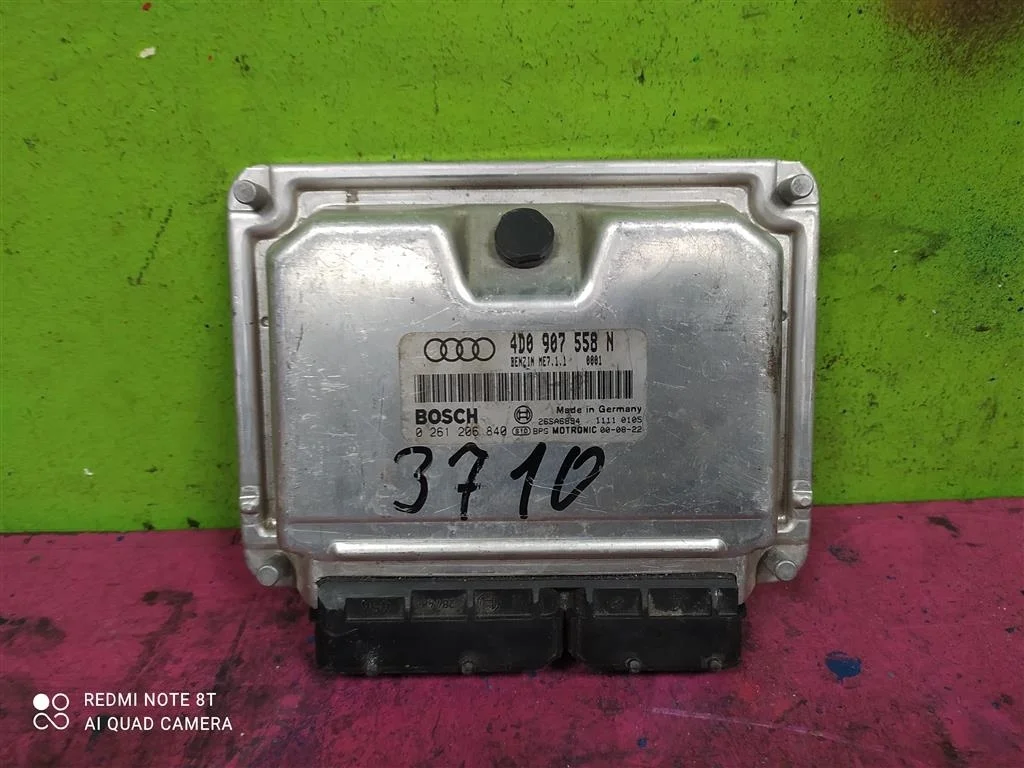 4D0 907 558 N
BENZIN ME7.1.1 0001
BOSCH Made in Germany
26SA6894 1111 0105
0 261 206 840 BPS MOTRONIC 00-08-22
3710
REDMI NOTE 8T
AI QUAD CAMERA